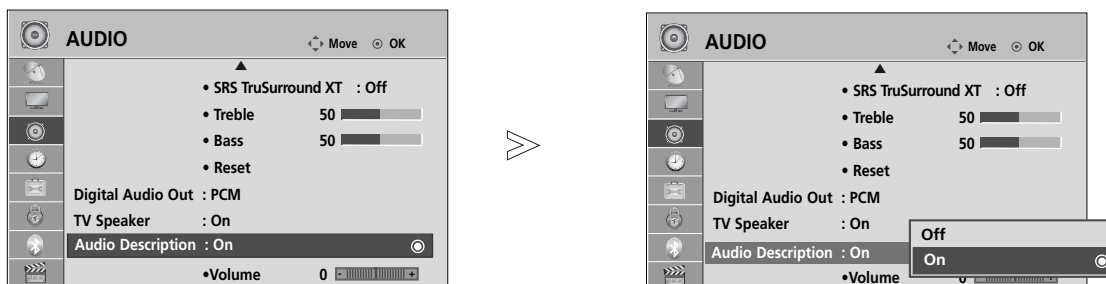 AUDIO
Move OK
• SRS TruSurround XT : Off
• Treble 50
• Bass 50
• Reset
Digital Audio Out : PCM
TV Speaker : On
Audio Description : On
•Volume 0 - +
AUDIO
Move OK
• SRS TruSurround XT : Off
• Treble 50
• Bass 50
• Reset
Digital Audio Out : PCM
TV Speaker : On
Audio Description : On
Off
On
•Volume 0